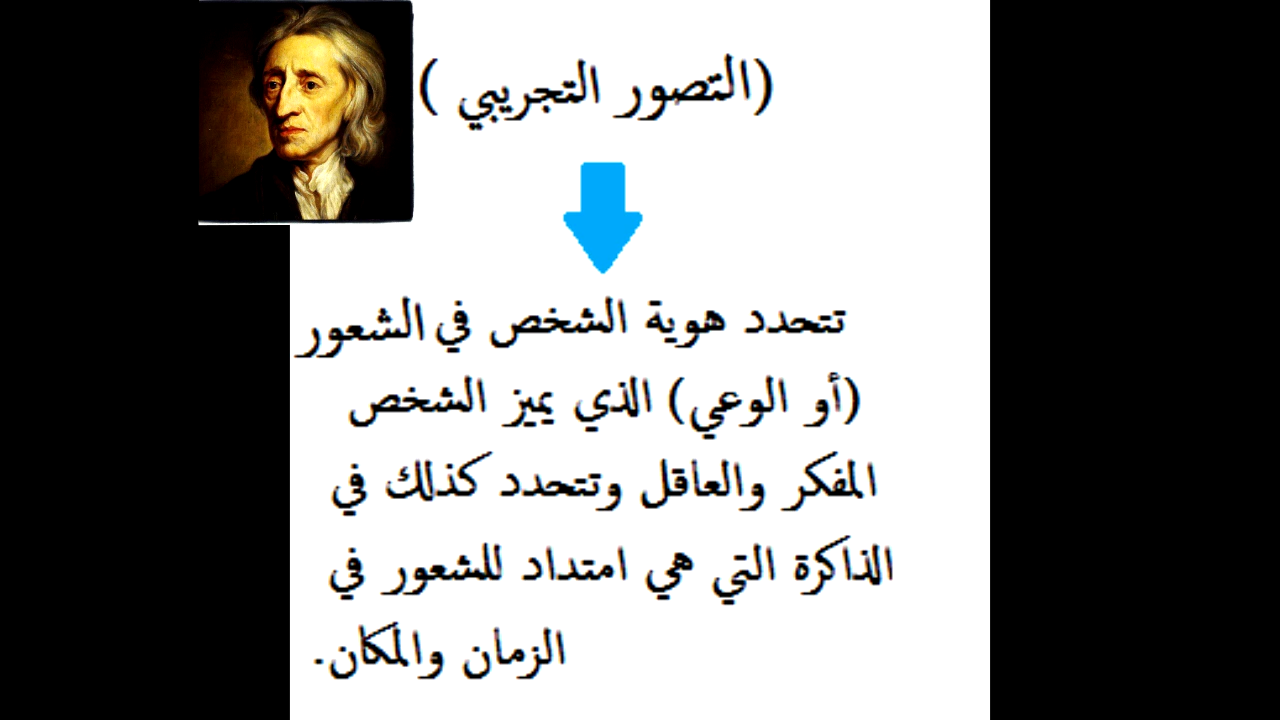 (التصور التجريبي )
تتحدد هوية الشخص في الشعور
(أو الوعي) الذي يميز الشخص
المفكر والعاقل وتتحدد كذلك في
الذاكرة التي هي امتداد للشعور في
الزمان والمكان.